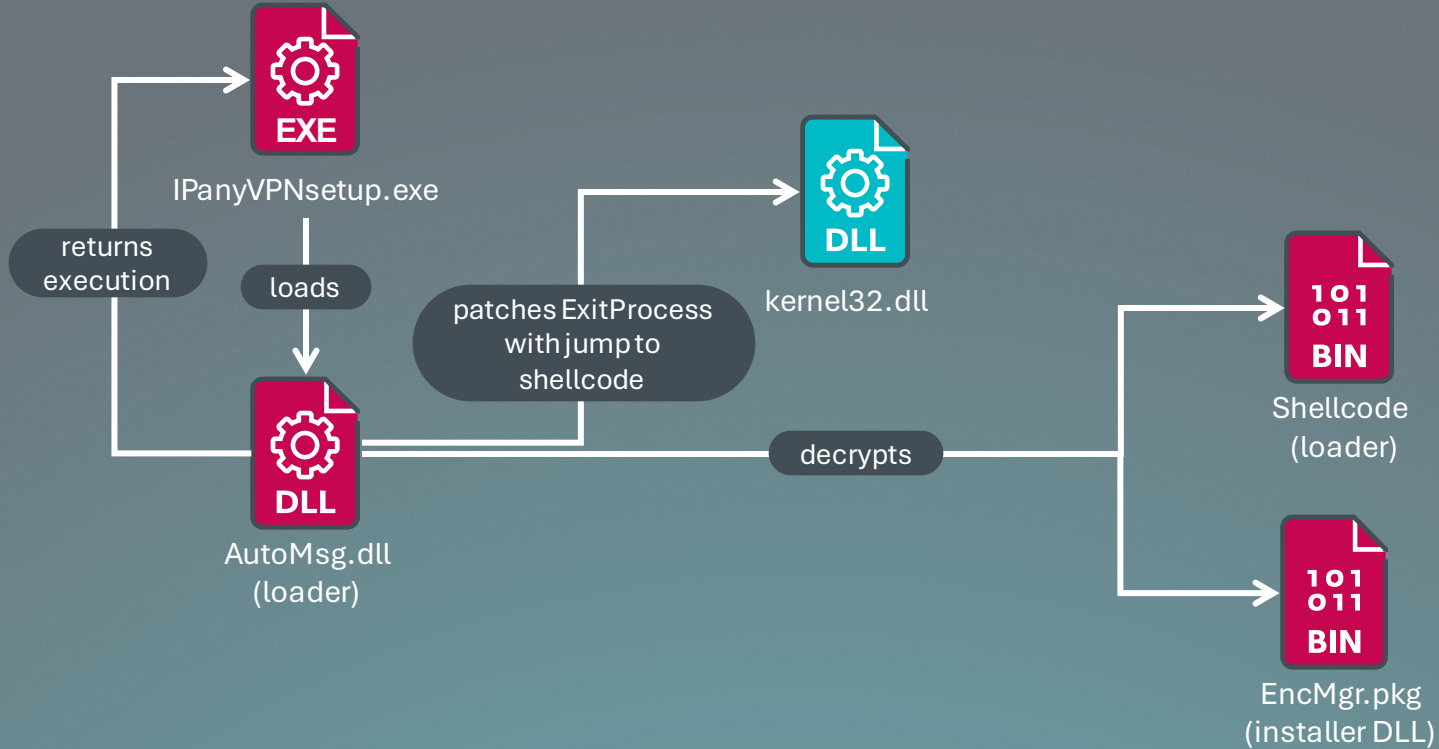 EXE
IPanyVPNsetup.exe
returns
execution
loads
patches ExitProcess
with jump to
shellcode
DLL
kernel32.dll
101
011
BIN
Shellcode
(loader)
decrypts
DLL
AutoMsg.dll
(loader)
101
011
BIN
EncMgr.pkg
(installer DLL)